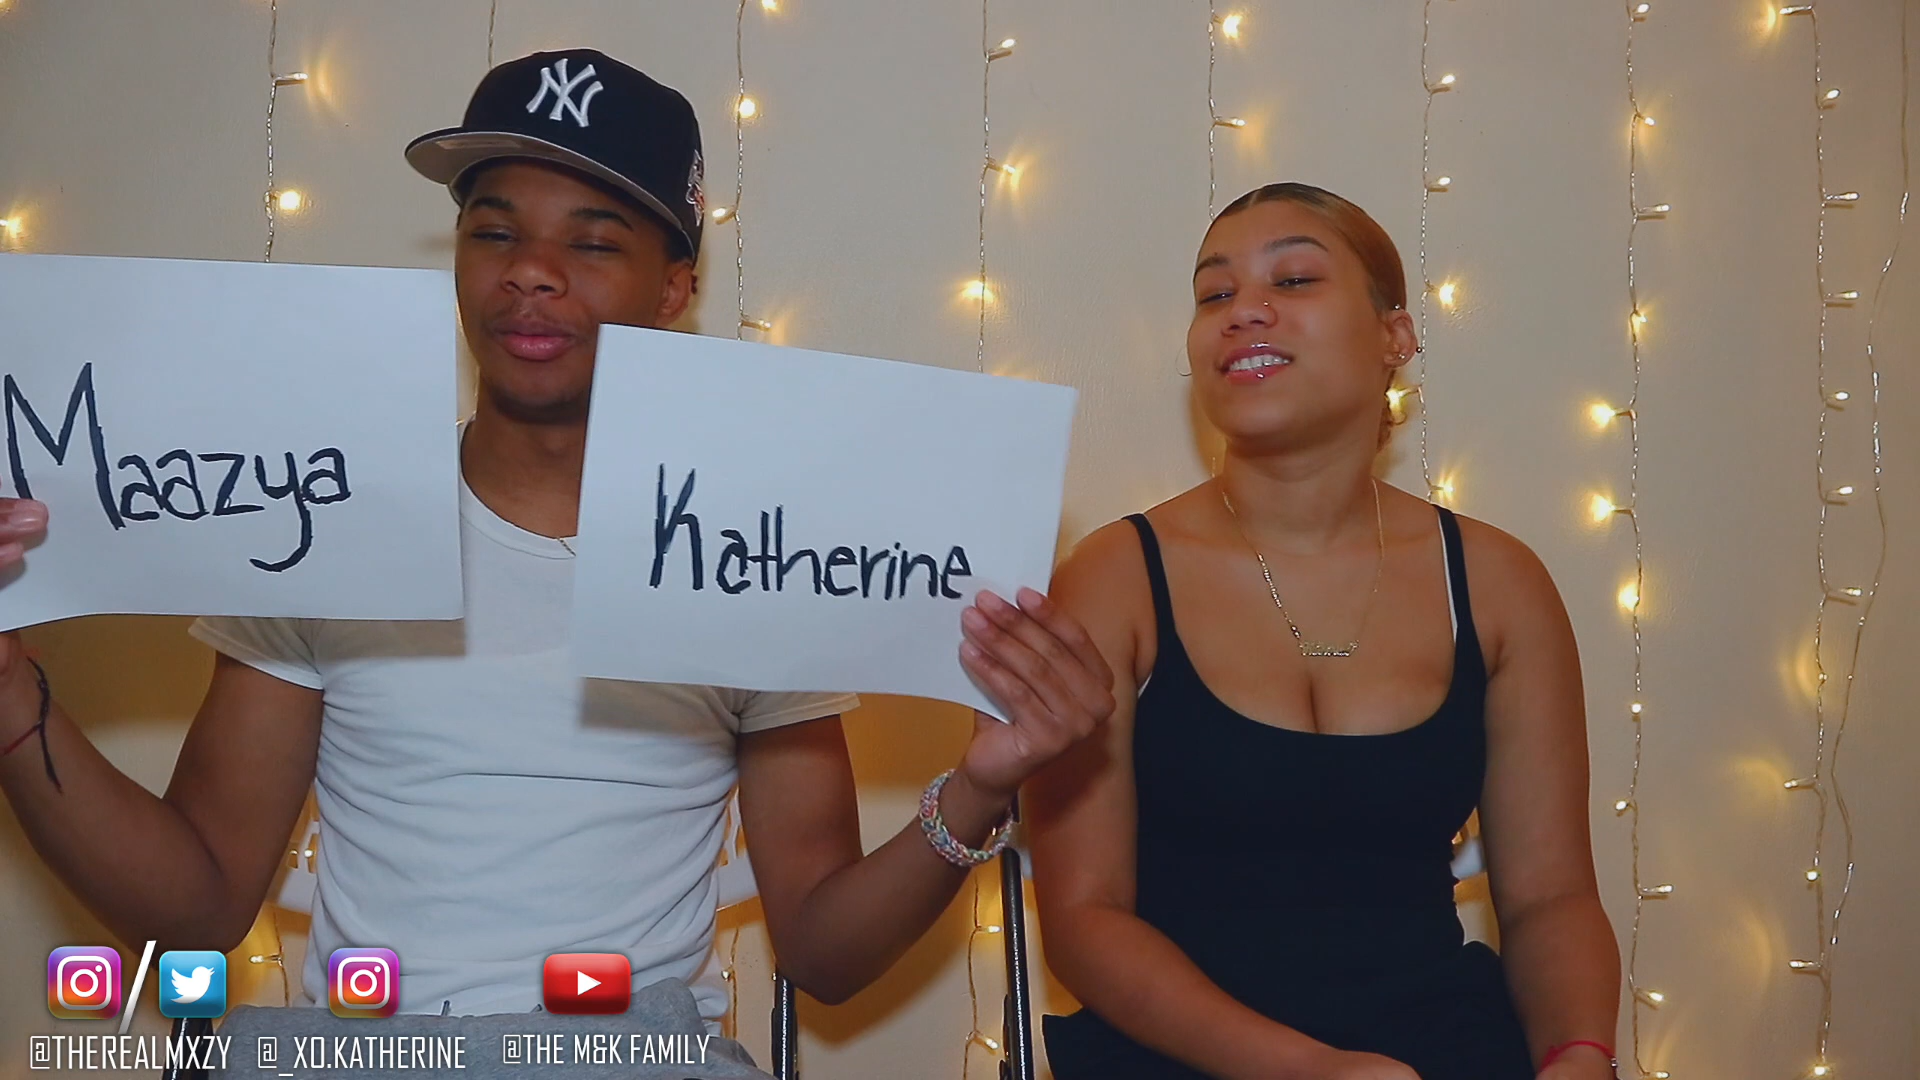 NY
Maazya
Katherine
@THEREALMXZY
@_XO.KATHERINE
@THE M&K FAMILY